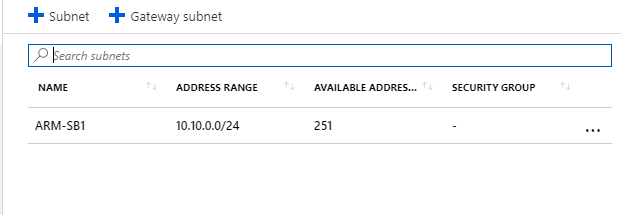 Subnet Gateway subnet
Search subnets
NAME ADDRESS RANGE AVAILABLE ADDRES... SECURITY GROUP
ARM-SB1 10.10.0.0/24 251 - ...